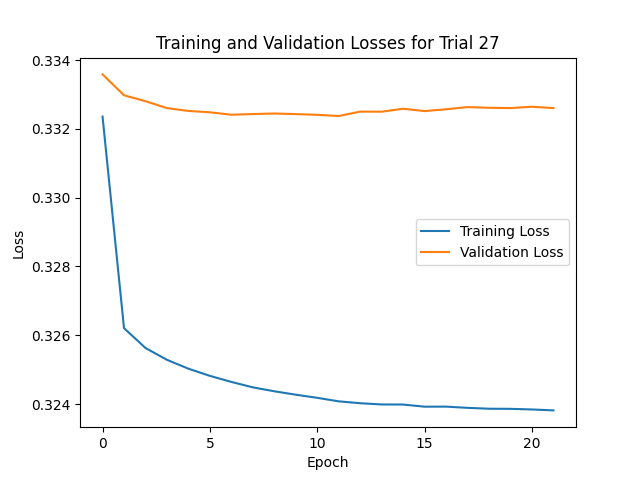 Training and Validation Losses for Trial 27
0.334
0.332
0.330
0.328
0.326
0.324
Loss
Training Loss
Validation Loss
0 5 10 15 20
Epoch